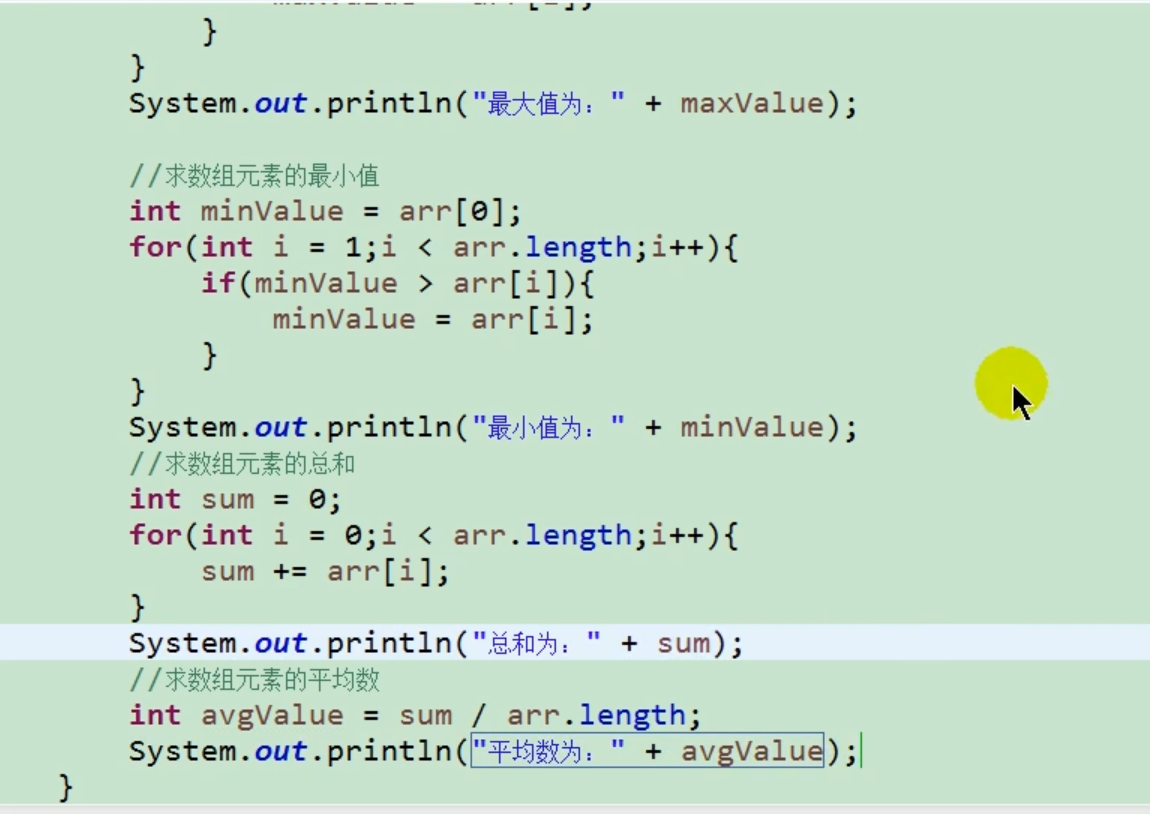 }
}
System.out.println("最大值为：" + maxValue);
//求数组元素的最小值
int minValue = arr[0];
for(int i = 1;i < arr.length;i++){
if(minValue > arr[i]){
minValue = arr[i];
}
}
System.out.println("最小值为：" + minValue);
//求数组元素的总和
int sum = 0;
for(int i = 0;i < arr.length;i++){
sum += arr[i];
}
System.out.println("总和为：" + sum);
//求数组元素的平均数
int avgValue = sum / arr.length;
System.out.println("平均数为：" + avgValue);
}